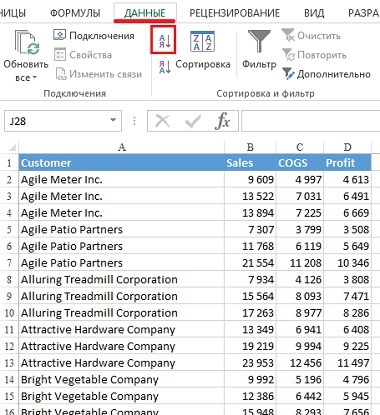 НИЦЫ ФОРМУЛЫ ДАННЫЕ РЕЦЕНЗИРОВАНИЕ ВИД РАЗРА
Обновить все
Подключения
Свойства
Изменить связи
Подключения
А Я
Я А
Z A A Z
Сортировка
Фильтр
Очистить
Повторить
Дополнительно
Сортировка и фильтр
J28 fx
A B C D
1 Customer Sales COGS Profit
2 Agile Meter Inc. 9 609 4 997 4 613
3 Agile Meter Inc. 13 522 7 031 6 491
4 Agile Meter Inc. 13 894 7 225 6 669
5 Agile Patio Partners 7 307 3 799 3 508
6 Agile Patio Partners 11 768 6 119 5 649
7 Agile Patio Partners 21 554 11 208 10 346
8 Alluring Treadmill Corporation 7 934 4 126 3 808
9 Alluring Treadmill Corporation 15 564 8 093 7 471
10 Alluring Treadmill Corporation 17 263 8 977 8 286
11 Attractive Hardware Company 13 349 6 941 6 408
12 Attractive Hardware Company 19 219 9 994 9 225
13 Attractive Hardware Company 23 953 12 456 11 497
14 Bright Vegetable Company 9 992 5 196 4 796
15 Bright Vegetable Company 12 386 6 442 5 945
16 Bright Vegetable Company 15 948 8 293 7 656